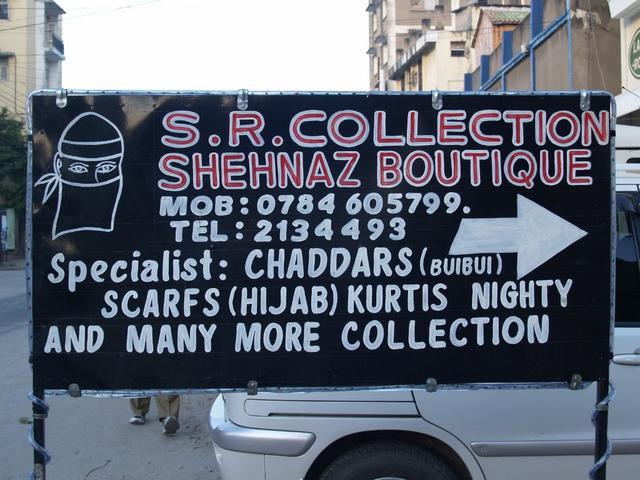 S.R.COLLECTION
SHEHNAZ BOUTIQUE
MOB: 0784 605799.
TEL: 2134493
Specialist: CHADDARS (BUIBUI)
SCARFS (HIJAB) KURTIS NIGHTY
AND MANY MORE COLLECTION